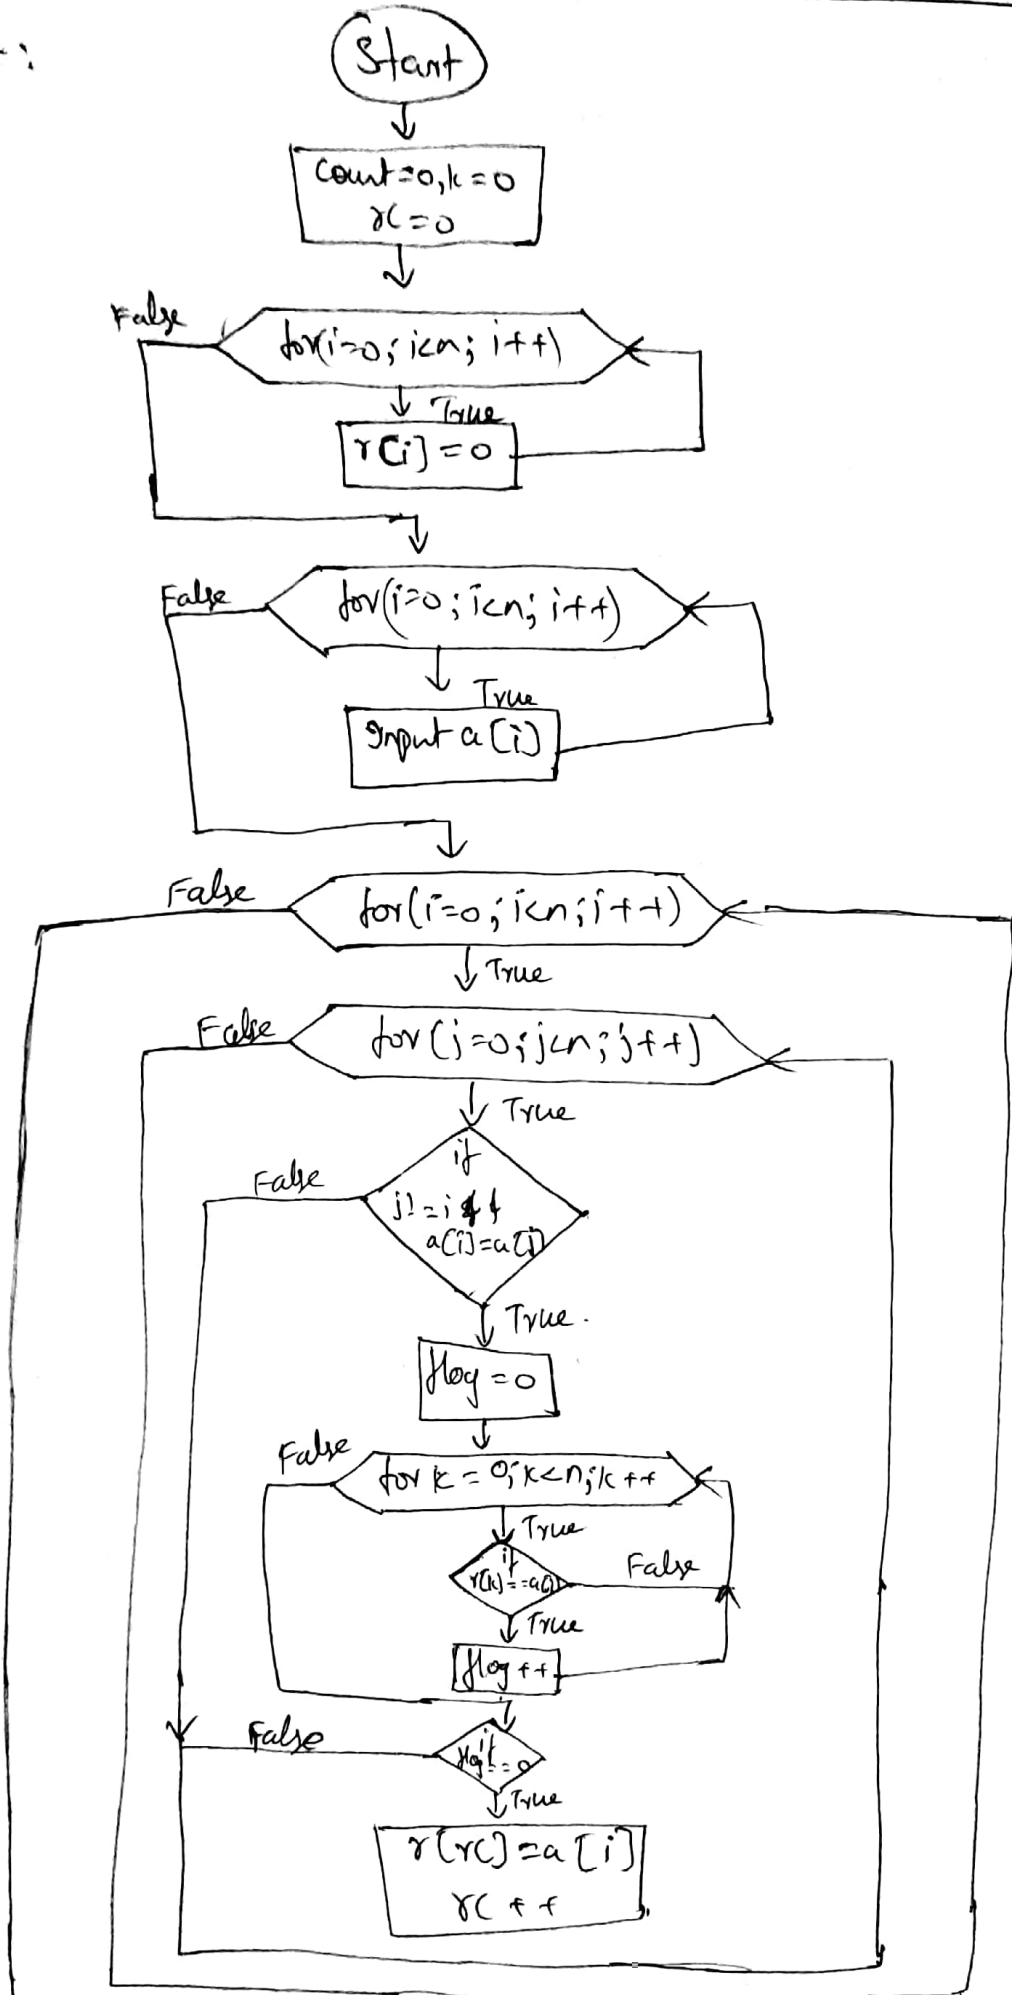 Start
Count=0,k=0
rc=0
False
for(i=0; i<n; i++)
True
r[i]=0
False
for(i=0; i<n; i++)
True
Input a[i]
False
for(i=0; i<n; i++)
True
False
for(j=0; j<n; j++)
True
if
False
j!=i &&
a[i]=a[j]
True.
flag=0
False
for k = 0; k<n; k++
True
if
False
True
flag++
False
if
True
r[rc]=a[i]
rc++